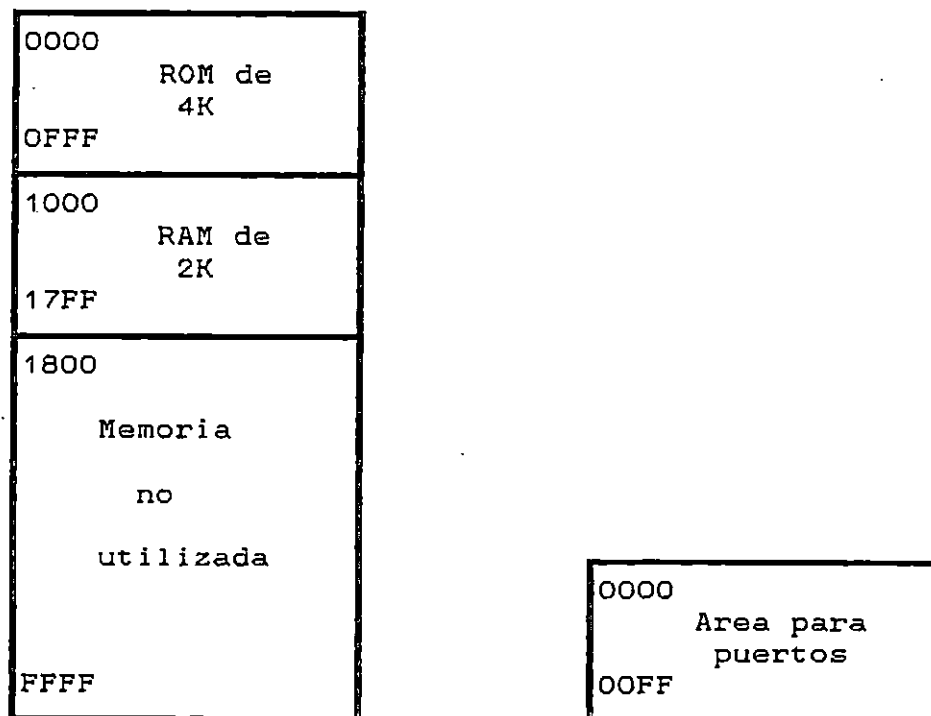 0000
ROM de
4K
0FFF
1000
RAM de
2K
17FF
1800
Memoria
no
utilizada
FFFF
0000
Area para
puertos
00FF